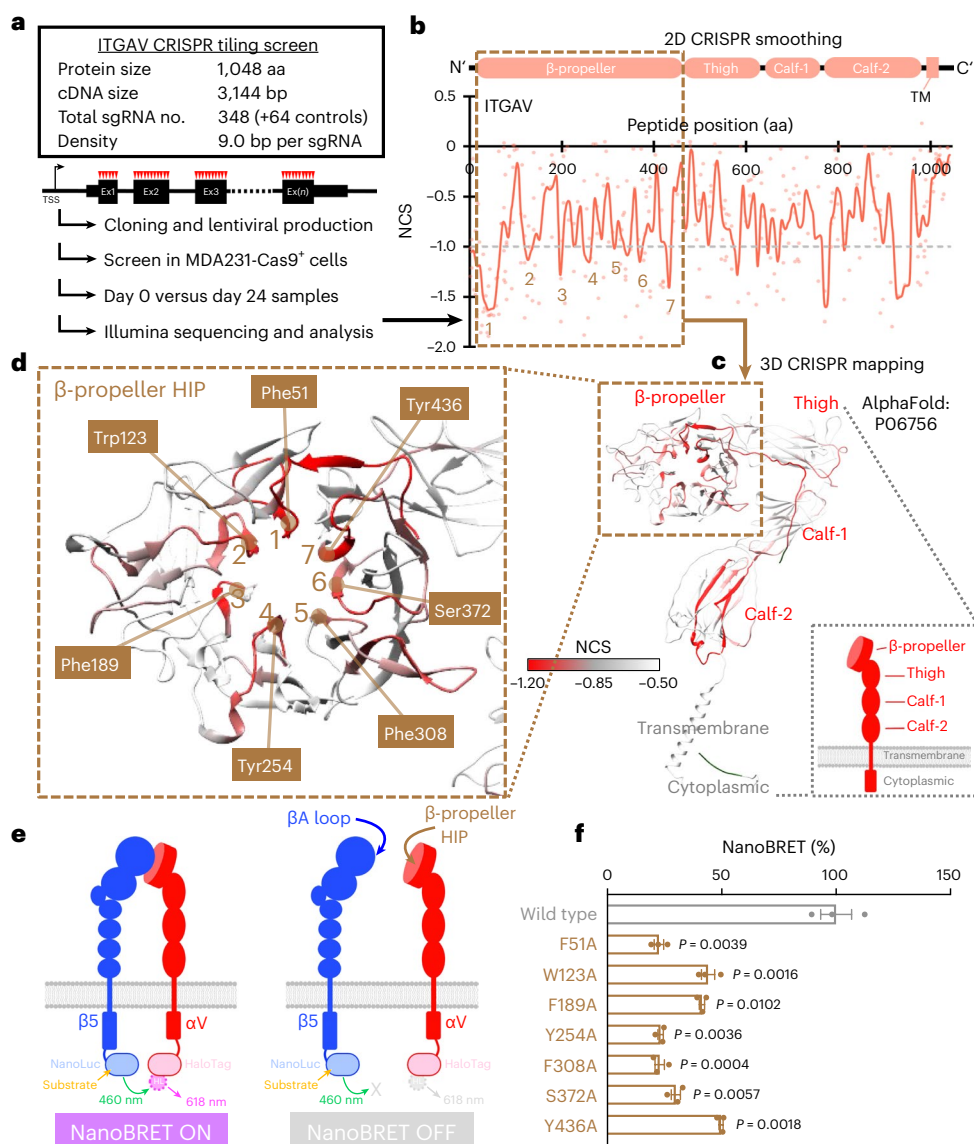 a
ITGAV CRISPR tiling screen
Protein size 1,048 aa
cDNA size 3,144 bp
Total sgRNA no. 348 (+64 controls)
Density 9.0 bp per sgRNA
TSS
Ex1 Ex2 Ex3 Ex(n)
Cloning and lentiviral production
Screen in MDA231-Cas9⁺ cells
Day 0 versus day 24 samples
Illumina sequencing and analysis
b
2D CRISPR smoothing
N′ β-propeller Thigh Calf-1 Calf-2 C′
TM
ITGAV
Peptide position (aa)
NCS
0.5
0
−0.5
−1.0
−1.5
−2.0
0 200 400 600 800 1,000
1 2 3 4 5 6 7
c
3D CRISPR mapping
β-propeller
Thigh
AlphaFold:
P06756
Calf-1
Calf-2
NCS
−1.20 −0.85 −0.50
Transmembrane
Cytoplasmic
β-propeller
Thigh
Calf-1
Calf-2
Transmembrane
Cytoplasmic
d
β-propeller HIP
Phe51
Tyr436
Trp123
1
2
7
3
6
4
5
Ser372
Phe189
Phe308
Tyr254
e
βA loop
β-propeller
HIP
β5
αV
NanoLuc
HaloTag
Substrate
460 nm
618 nm
NanoBRET ON
β5
αV
NanoLuc
HaloTag
Substrate
460 nm
X
618 nm
NanoBRET OFF
f
NanoBRET (%)
0 50 100 150
Wild type
F51A P = 0.0039
W123A P = 0.0016
F189A P = 0.0102
Y254A P = 0.0036
F308A P = 0.0004
S372A P = 0.0057
Y436A P = 0.0018